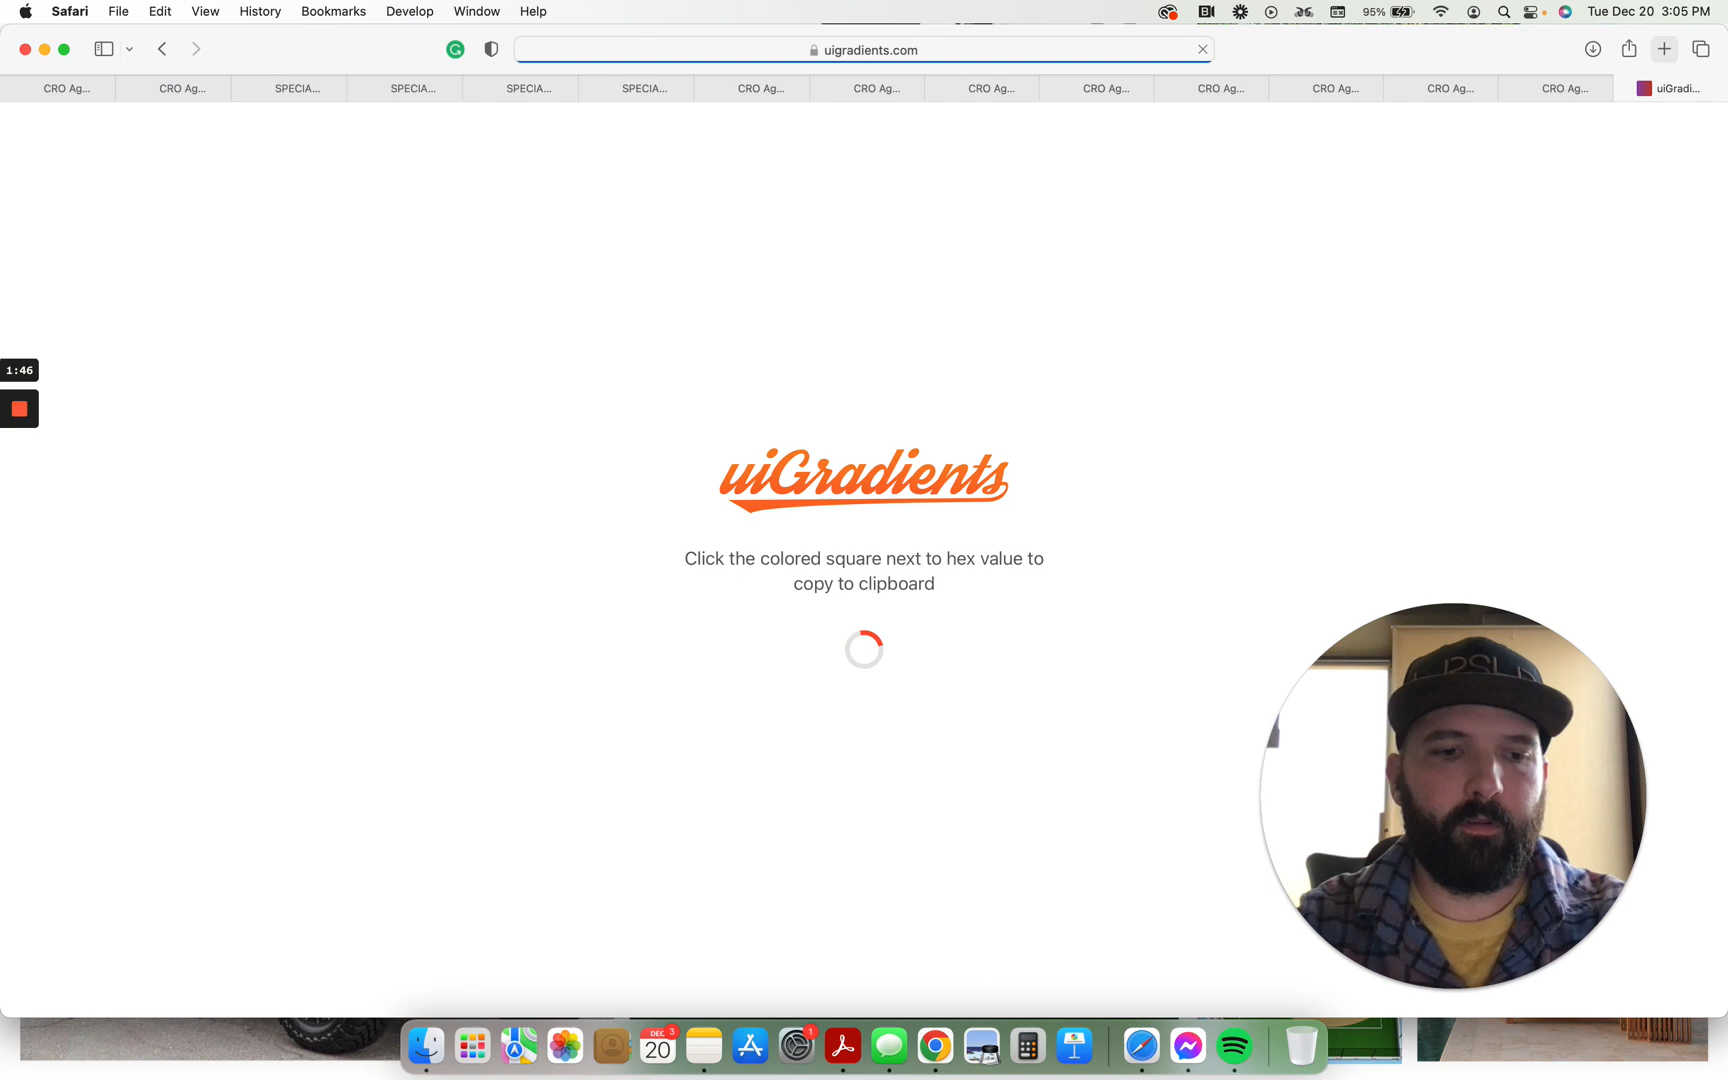 Safari File Edit View History Bookmarks Develop Window Help 95% Tue Dec 20 3:05 PM
uigradients.com
CRO Ag... CRO Ag... SPECIA... SPECIA... SPECIA... SPECIA... CRO Ag... CRO Ag... CRO Ag... CRO Ag... CRO Ag... CRO Ag... CRO Ag... CRO Ag... uiGradi...
1:46
uiGradients
Click the colored square next to hex value to
copy to clipboard
DEC 3 1
20